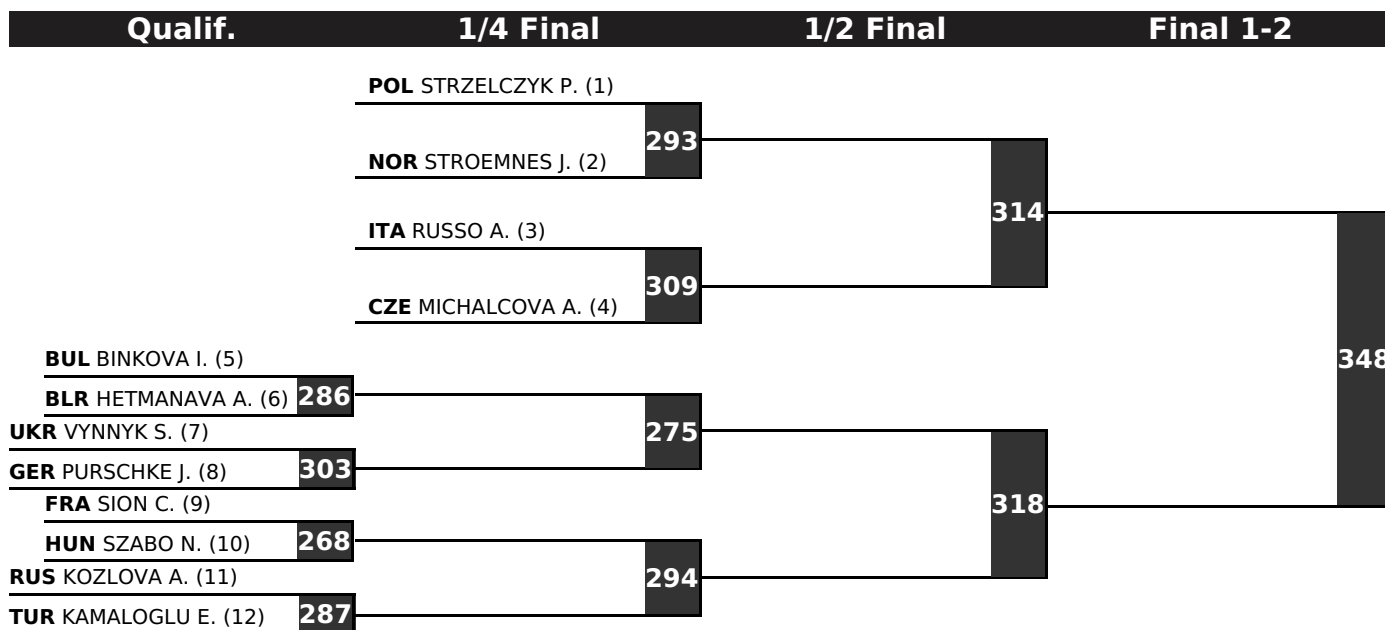 Qualif. 1/4 Final 1/2 Final Final 1-2
POL STRZELCZYK P. (1)
293
NOR STROEMNES J. (2)
314
ITA RUSSO A. (3)
309
CZE MICHALCOVA A. (4)
348
BUL BINKOVA I. (5)
286
BLR HETMANAVA A. (6)
275
UKR VYNNYK S. (7)
303
GER PURSCHKE J. (8)
318
FRA SION C. (9)
268
HUN SZABO N. (10)
294
RUS KOZLOVA A. (11)
287
TUR KAMALOGLU E. (12)